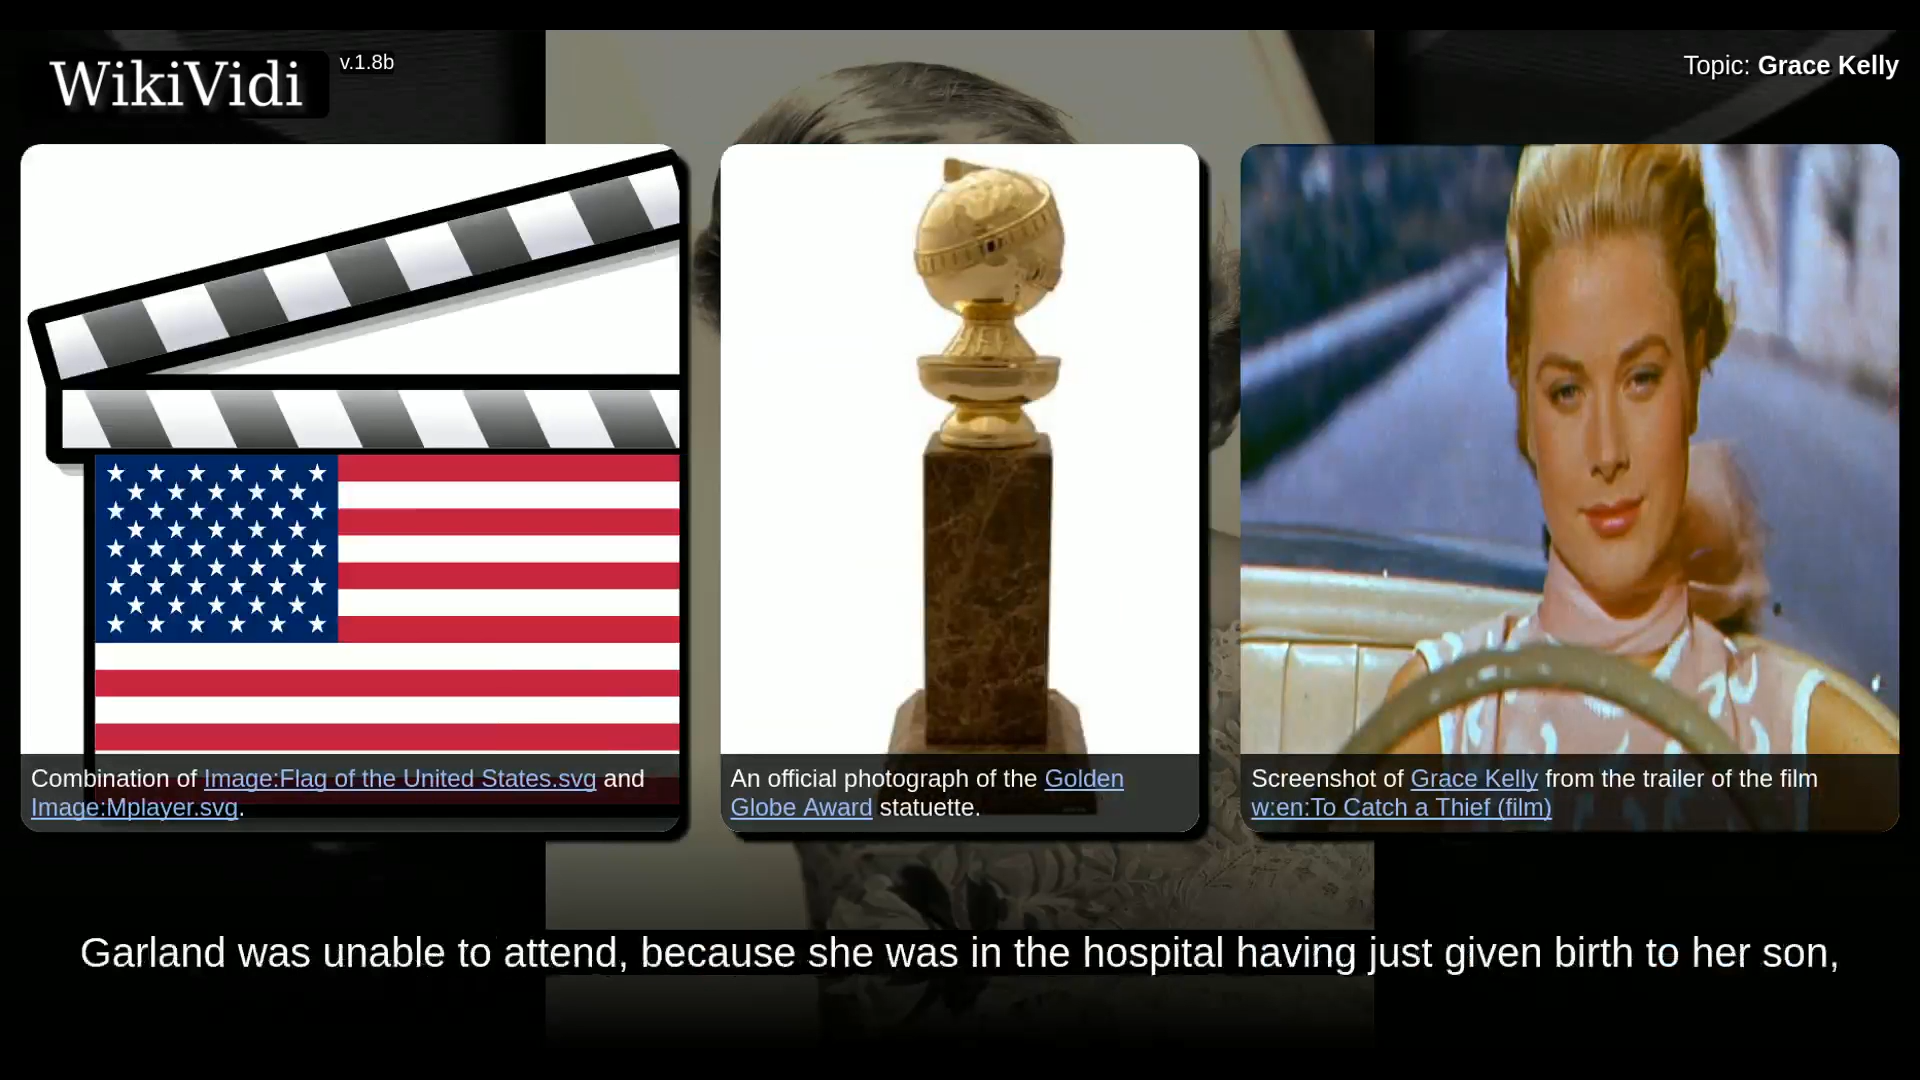 WikiVidi
v.1.8b
Topic: Grace Kelly
Combination of Image:Flag of the United States.svg and
Image:Mplayer.svg.
An official photograph of the Golden
Globe Award statuette.
Screenshot of Grace Kelly from the trailer of the film
w:en:To Catch a Thief (film)
Garland was unable to attend, because she was in the hospital having just given birth to her son,